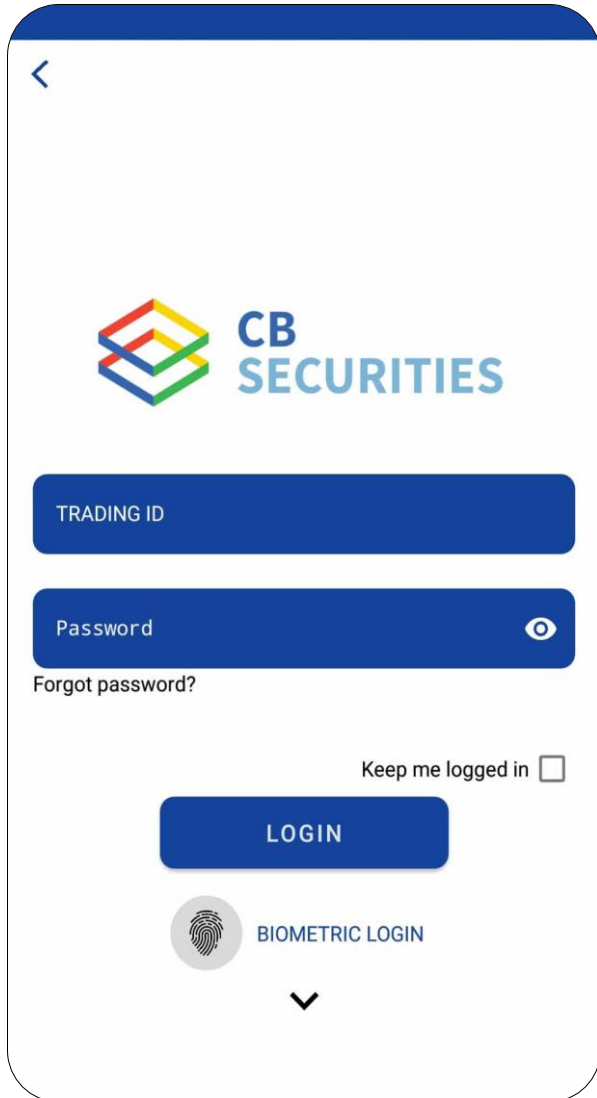 CB
SECURITIES
TRADING ID
Password
Forgot password?
Keep me logged in
LOGIN
BIOMETRIC LOGIN